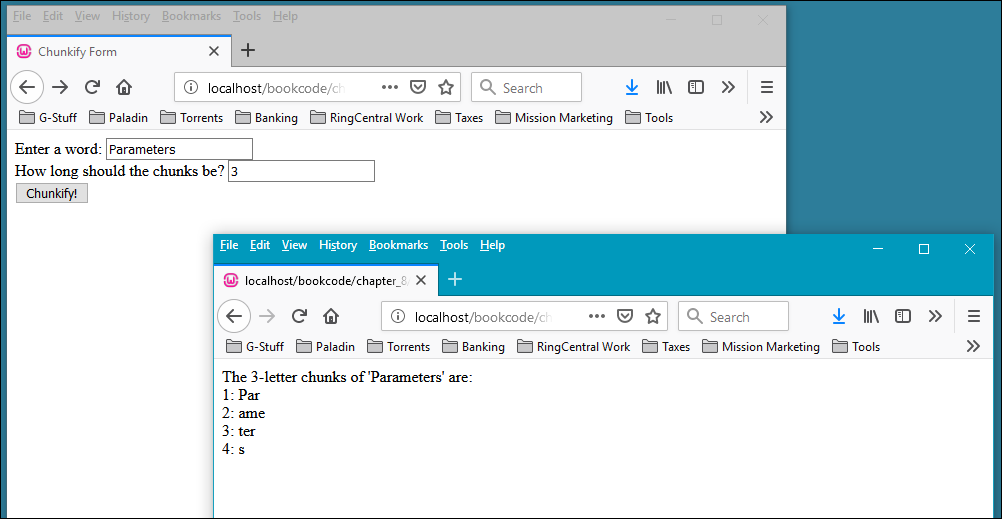 File Edit View History Bookmarks Tools Help
Chunkify Form
localhost/bookcode/ch
Search
G-Stuff Paladin Torrents Banking RingCentral Work Taxes Mission Marketing Tools
Enter a word: Parameters
How long should the chunks be? 3
Chunkify!
File Edit View History Bookmarks Tools Help
localhost/bookcode/chapter_8
localhost/bookcode/ch
Search
G-Stuff Paladin Torrents Banking RingCentral Work Taxes Mission Marketing Tools
The 3-letter chunks of 'Parameters' are:
1: Par
2: ame
3: ter
4: s